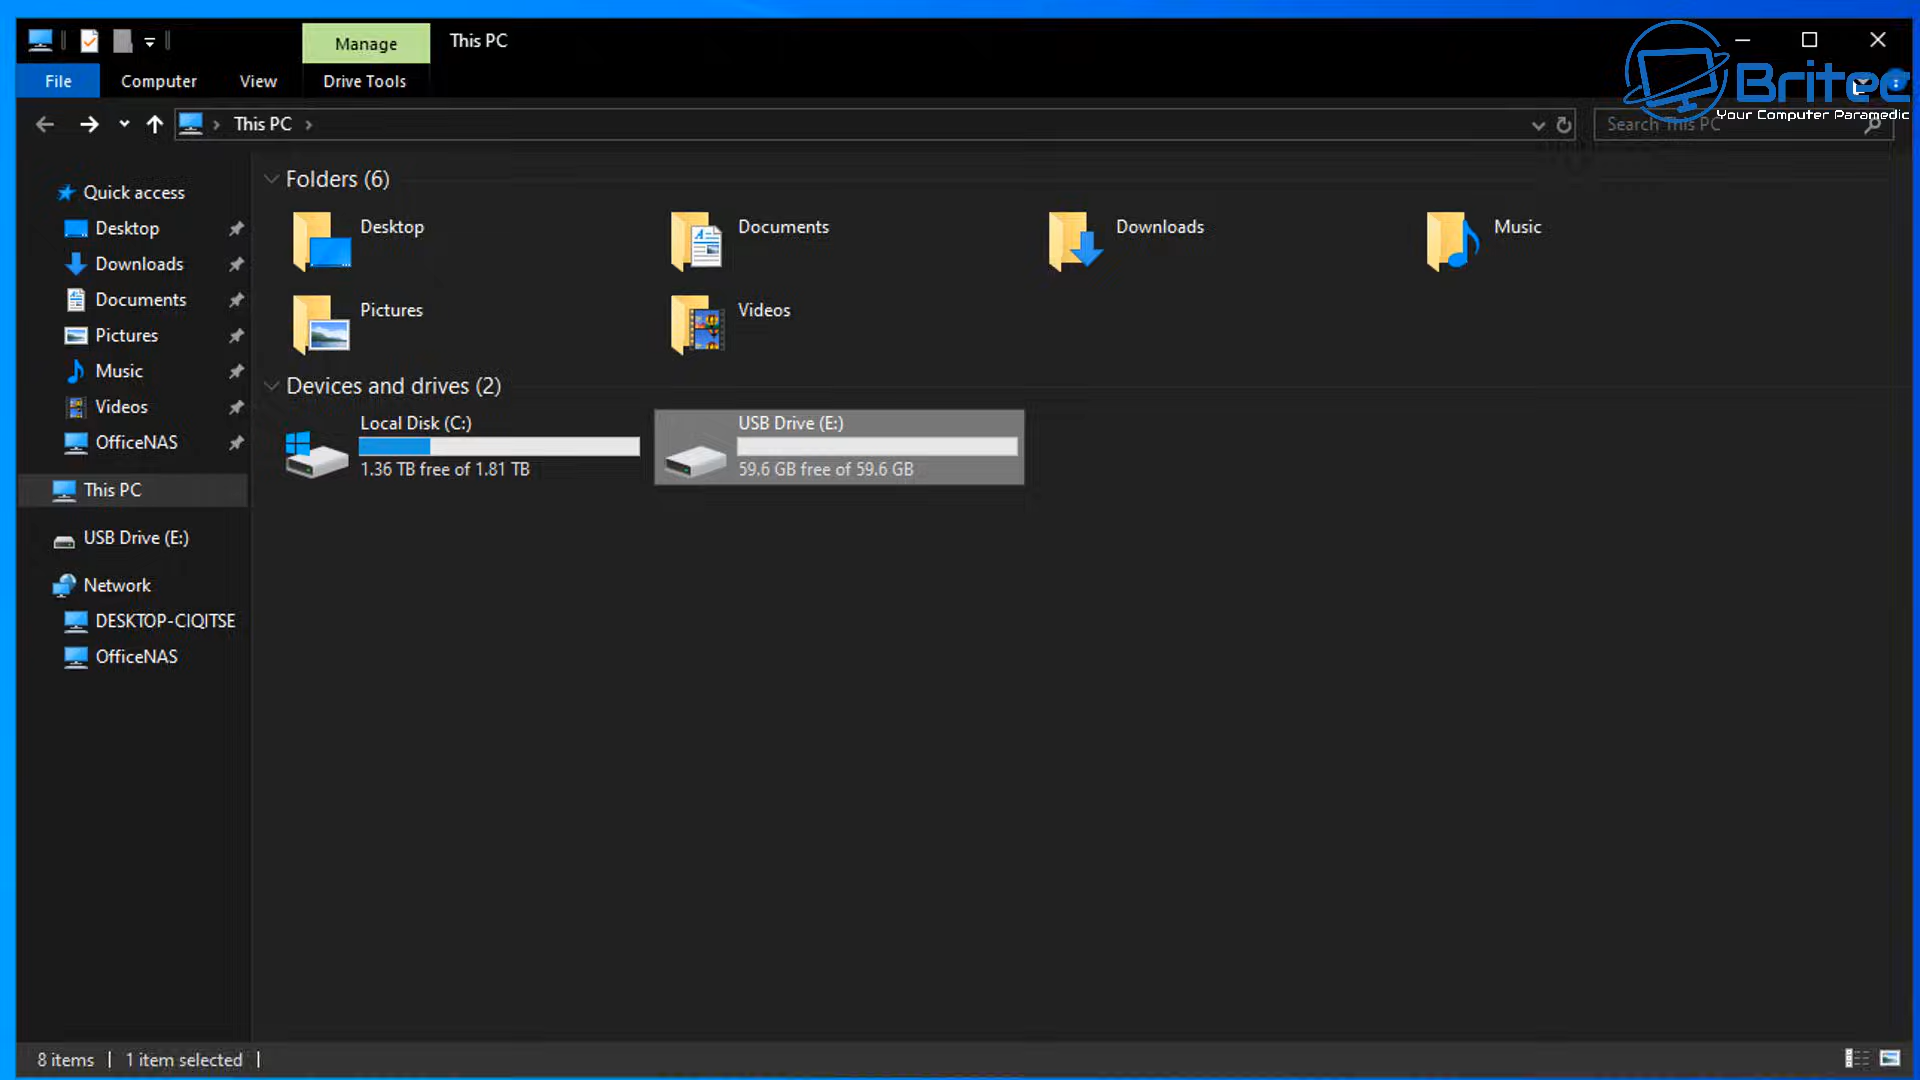 Manage
This PC
File
Computer
View
Drive Tools
Britec
Your Computer Paramedic
This PC
Search This PC
Quick access
Desktop
Downloads
Documents
Pictures
Music
Videos
OfficeNAS
This PC
USB Drive (E:)
Network
DESKTOP-CIQITSE
OfficeNAS
Folders (6)
Desktop
Documents
Downloads
Music
Pictures
Videos
Devices and drives (2)
Local Disk (C:)
1.36 TB free of 1.81 TB
USB Drive (E:)
59.6 GB free of 59.6 GB
8 items
1 item selected